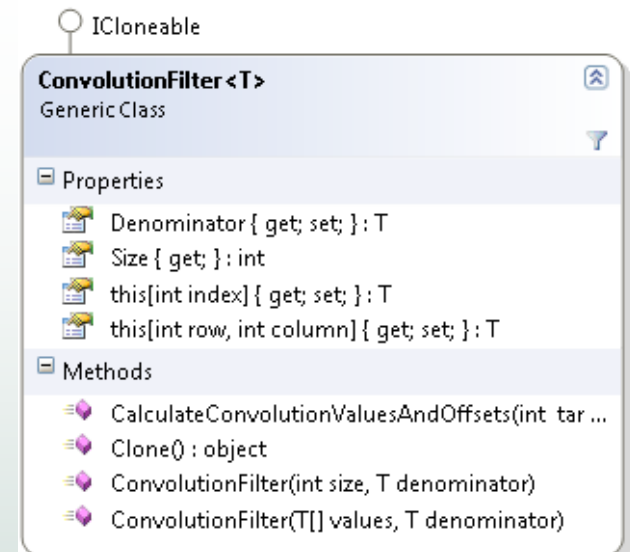 ICloneable
ConvolutionFilter<T>
Generic Class
Properties
Denominator { get; set; } : T
Size { get; } : int
this[int index] { get; set; } : T
this[int row, int column] { get; set; } : T
Methods
CalculateConvolutionValuesAndOffsets(int tar ...
Clone() : object
ConvolutionFilter(int size, T denominator)
ConvolutionFilter(T[] values, T denominator)